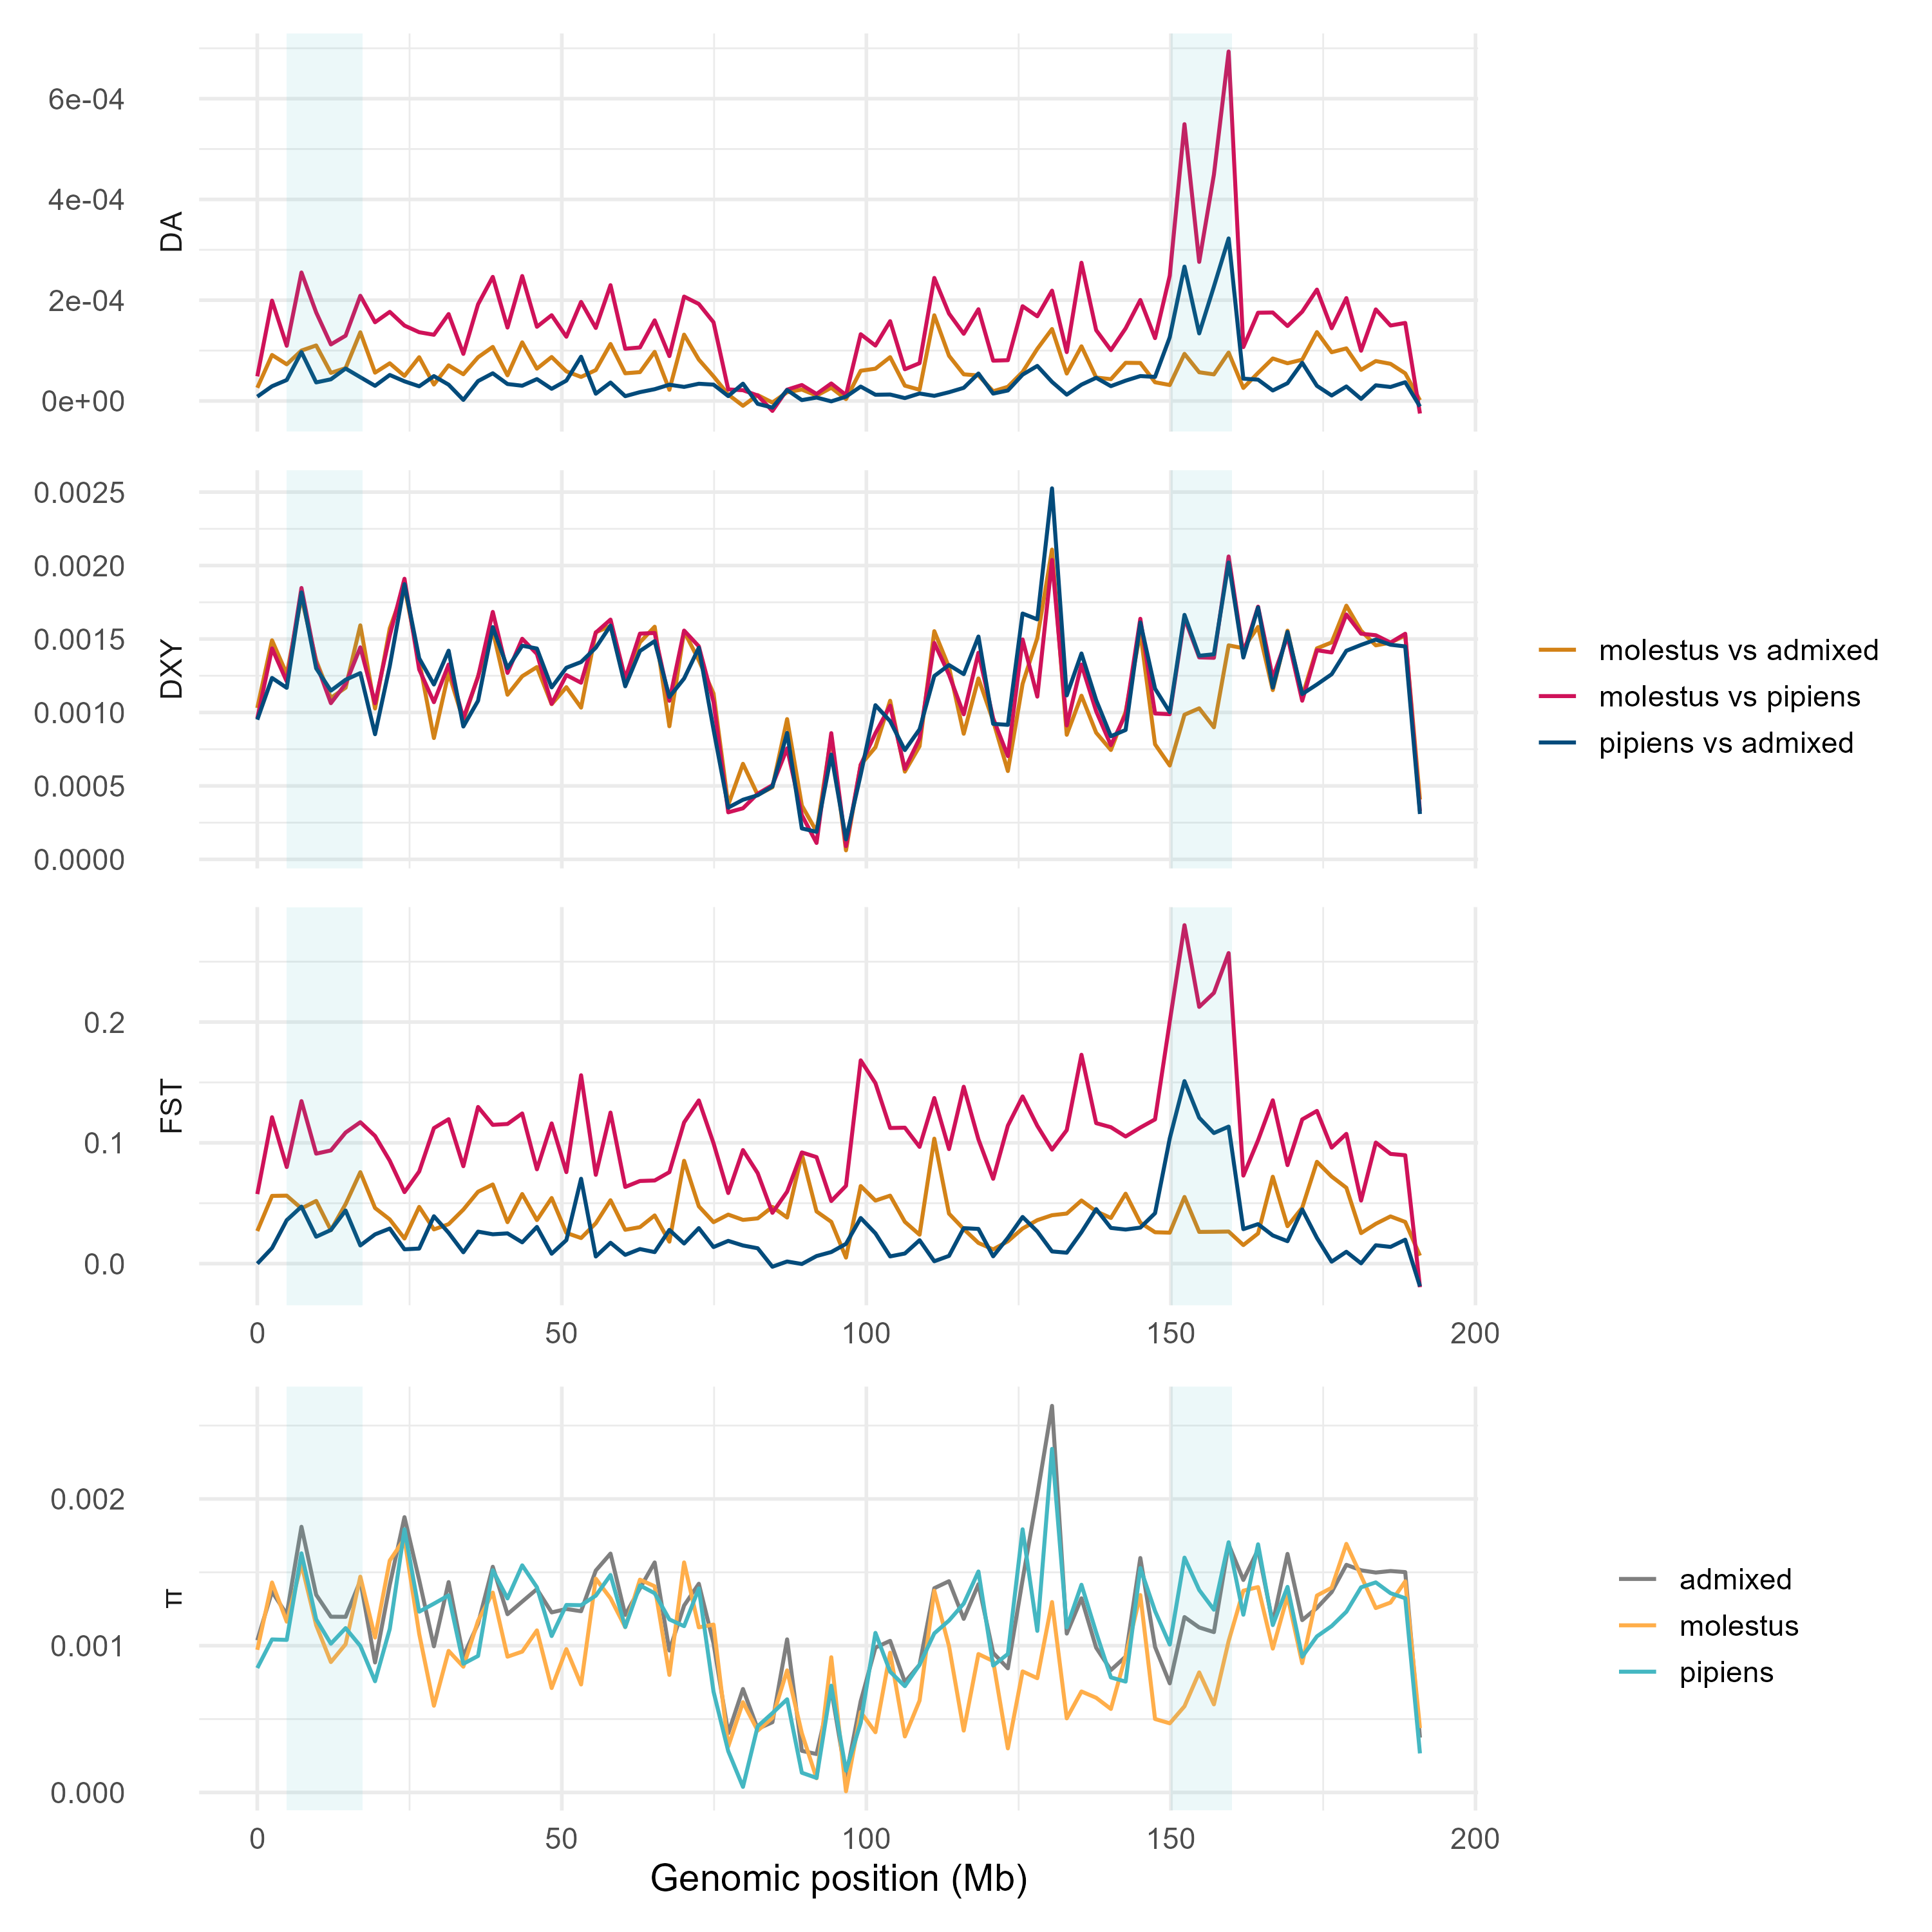 6e-04
4e-04
2e-04
0e+00
DA
0.0025
0.0020
0.0015
0.0010
0.0005
0.0000
DXY
molestus vs admixed
molestus vs pipiens
pipiens vs admixed
0.2
0.1
0.0
FST
0 50 100 150 200
0.002
0.001
0.000
π
admixed
molestus
pipiens
0 50 100 150 200
Genomic position (Mb)